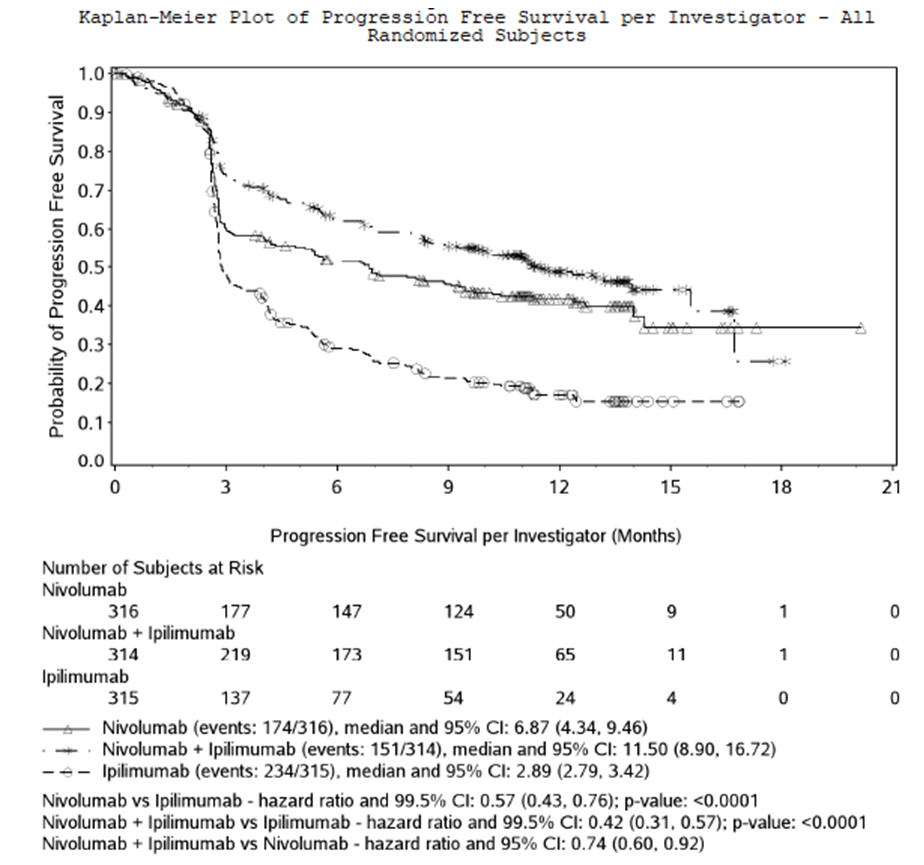 Kaplan-Meier Plot of Progression Free Survival per Investigator - All
Randomized Subjects
Probability of Progression Free Survival
1.0
0.9
0.8
0.7
0.6
0.5
0.4
0.3
0.2
0.1
0.0
0 3 6 9 12 15 18 21
Progression Free Survival per Investigator (Months)
Number of Subjects at Risk
Nivolumab
316 177 147 124 50 9 1 0
Nivolumab + Ipilimumab
314 219 173 151 65 11 1 0
Ipilimumab
315 137 77 54 24 4 0 0
Nivolumab (events: 174/316), median and 95% CI: 6.87 (4.34, 9.46)
Nivolumab + Ipilimumab (events: 151/314), median and 95% CI: 11.50 (8.90, 16.72)
Ipilimumab (events: 234/315), median and 95% CI: 2.89 (2.79, 3.42)
Nivolumab vs Ipilimumab - hazard ratio and 99.5% CI: 0.57 (0.43, 0.76); p-value: <0.0001
Nivolumab + Ipilimumab vs Ipilimumab - hazard ratio and 99.5% CI: 0.42 (0.31, 0.57); p-value: <0.0001
Nivolumab + Ipilimumab vs Nivolumab - hazard ratio and 95% CI: 0.74 (0.60, 0.92)